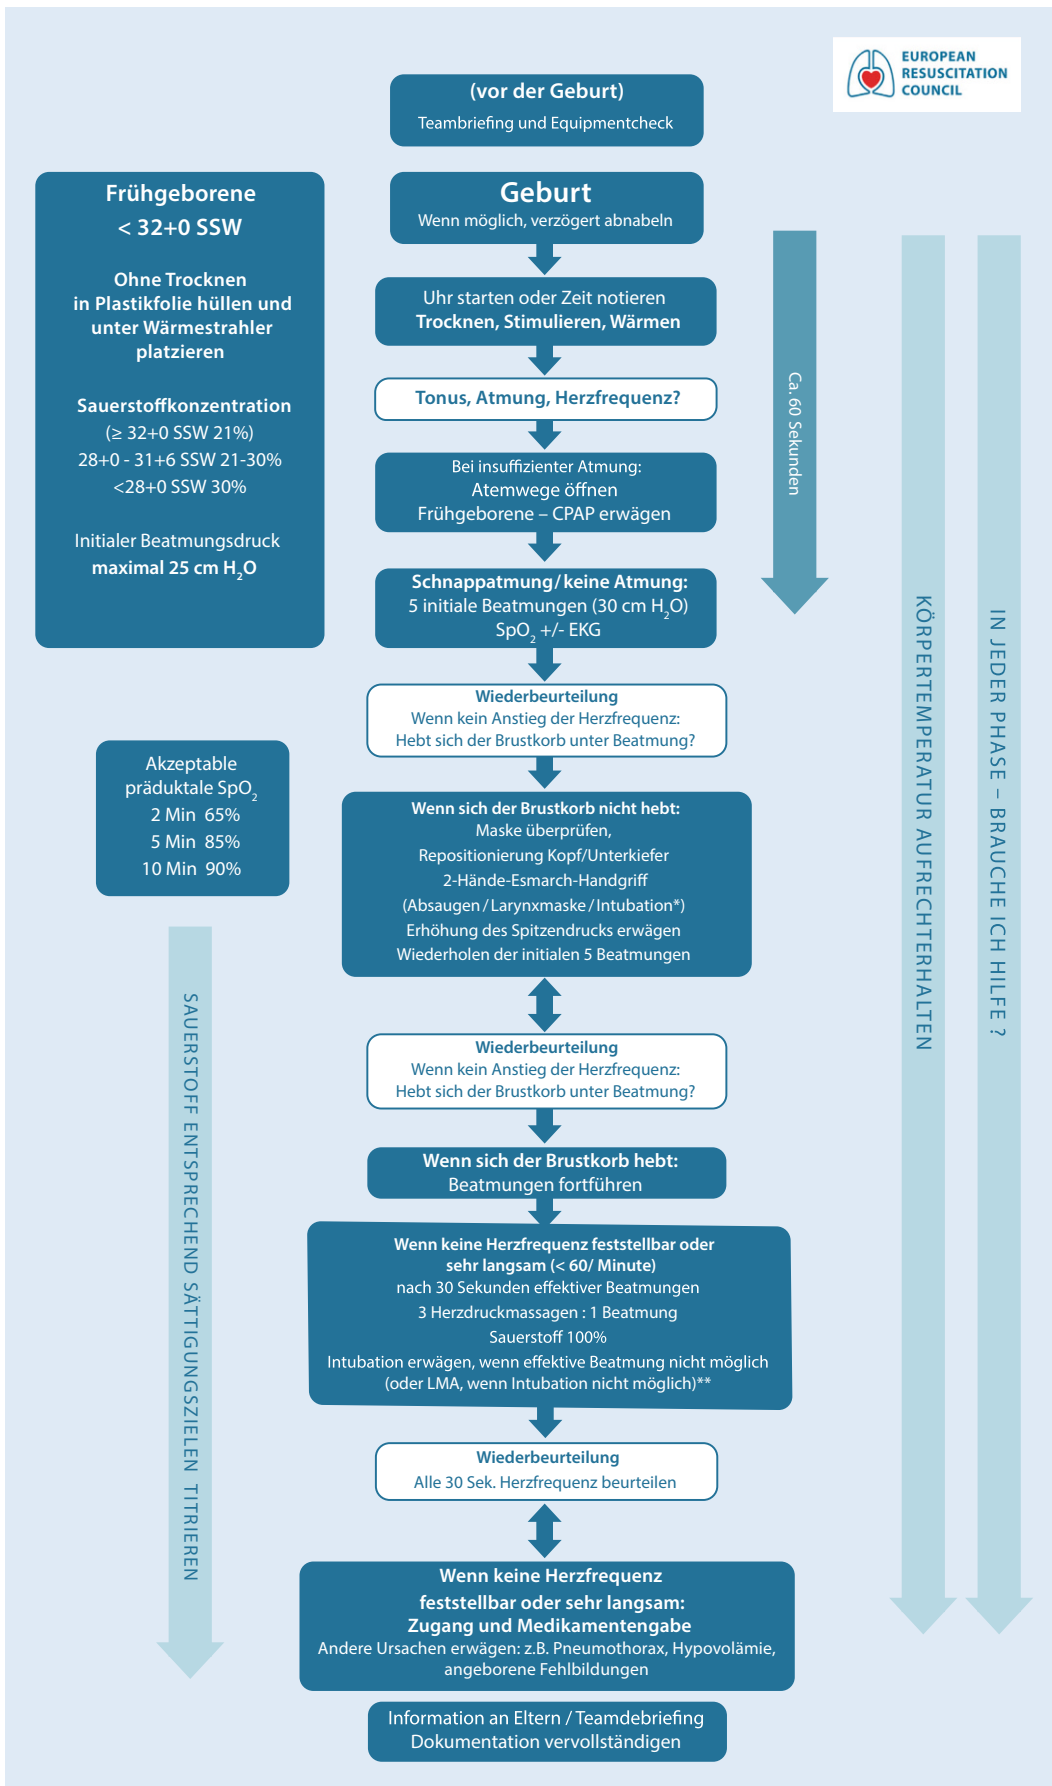 EUROPEAN
RESUSCITATION
COUNCIL
(vor der Geburt)
Teambriefing und Equipmentcheck
Frühgeborene
< 32+0 SSW
Ohne Trocknen
in Plastikfolie hüllen und
unter Wärmestrahler
platzieren
Sauerstoffkonzentration
(≥ 32+0 SSW 21%)
28+0 - 31+6 SSW 21-30%
<28+0 SSW 30%
Initialer Beatmungsdruck
maximal 25 cm H₂O
Geburt
Wenn möglich, verzögert abnabeln
Uhr starten oder Zeit notieren
Trocknen, Stimulieren, Wärmen
Tonus, Atmung, Herzfrequenz?
Bei insuffizienter Atmung:
Atemwege öffnen
Frühgeborene – CPAP erwägen
Schnappatmung/keine Atmung:
5 initiale Beatmungen (30 cm H₂O)
SpO₂ +/- EKG
Ca. 60 Sekunden
Wiederbeurteilung
Wenn kein Anstieg der Herzfrequenz:
Hebt sich der Brustkorb unter Beatmung?
Akzeptable
präduktale SpO₂
2 Min 65%
5 Min 85%
10 Min 90%
Wenn sich der Brustkorb nicht hebt:
Maske überprüfen,
Repositionierung Kopf/Unterkiefer
2-Hände-Esmarch-Handgriff
(Absaugen/Larynxmaske/Intubation*)
Erhöhung des Spitzendrucks erwägen
Wiederholen der initialen 5 Beatmungen
Wiederbeurteilung
Wenn kein Anstieg der Herzfrequenz:
Hebt sich der Brustkorb unter Beatmung?
Wenn sich der Brustkorb hebt:
Beatmungen fortführen
Wenn keine Herzfrequenz feststellbar oder
sehr langsam (< 60/ Minute)
nach 30 Sekunden effektiver Beatmungen
3 Herzdruckmassagen : 1 Beatmung
Sauerstoff 100%
Intubation erwägen, wenn effektive Beatmung nicht möglich
(oder LMA, wenn Intubation nicht möglich)**
Wiederbeurteilung
Alle 30 Sek. Herzfrequenz beurteilen
Wenn keine Herzfrequenz
feststellbar oder sehr langsam:
Zugang und Medikamentengabe
Andere Ursachen erwägen: z.B. Pneumothorax, Hypovolämie,
angeborene Fehlbildungen
Information an Eltern / Teamdebriefing
Dokumentation vervollständigen
SAUERSTOFF ENTSPRECHEND SÄTTIGUNGSZIELEN TITRIEREN
KÖRPERTEMPERATUR AUFRECHTERHALTEN
IN JEDER PHASE – BRAUCHE ICH HILFE ?